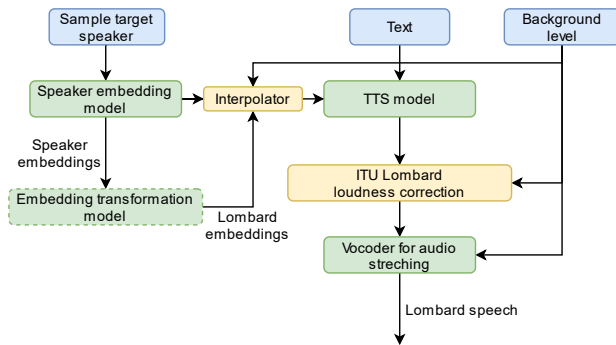 Sample target
speaker
Text
Background
level
Speaker embedding
model
Interpolator
TTS model
Speaker
embeddings
ITU Lombard
loudness correction
Embedding transformation
model
Lombard
embeddings
Vocoder for audio
streching
Lombard speech